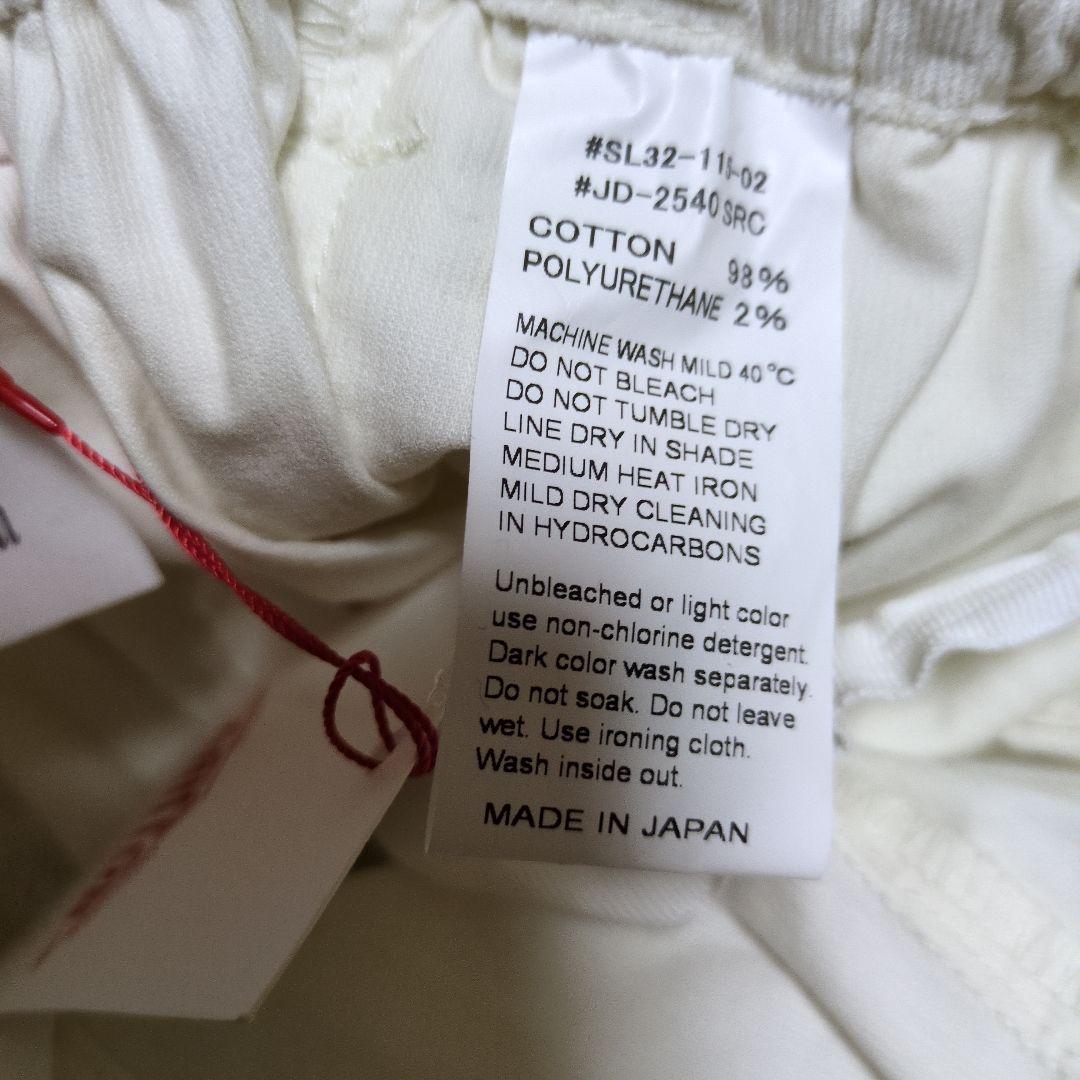 #SL32-11
-02
#JD-2540SRC
COTTON 98%
POLYURETHANE 2%
MACHINE WASH MILD 40°C
DO NOT BLEACH
DO NOT TUMBLE DRY
LINE DRY IN SHADE
MEDIUM HEAT IRON
MILD DRY CLEANING
IN HYDROCARBONS
Unbleached or light color
use non-chlorine detergent.
Dark color wash separately.
Do not soak. Do not leave
wet. Use ironing cloth.
Wash inside out.
MADE IN JAPAN